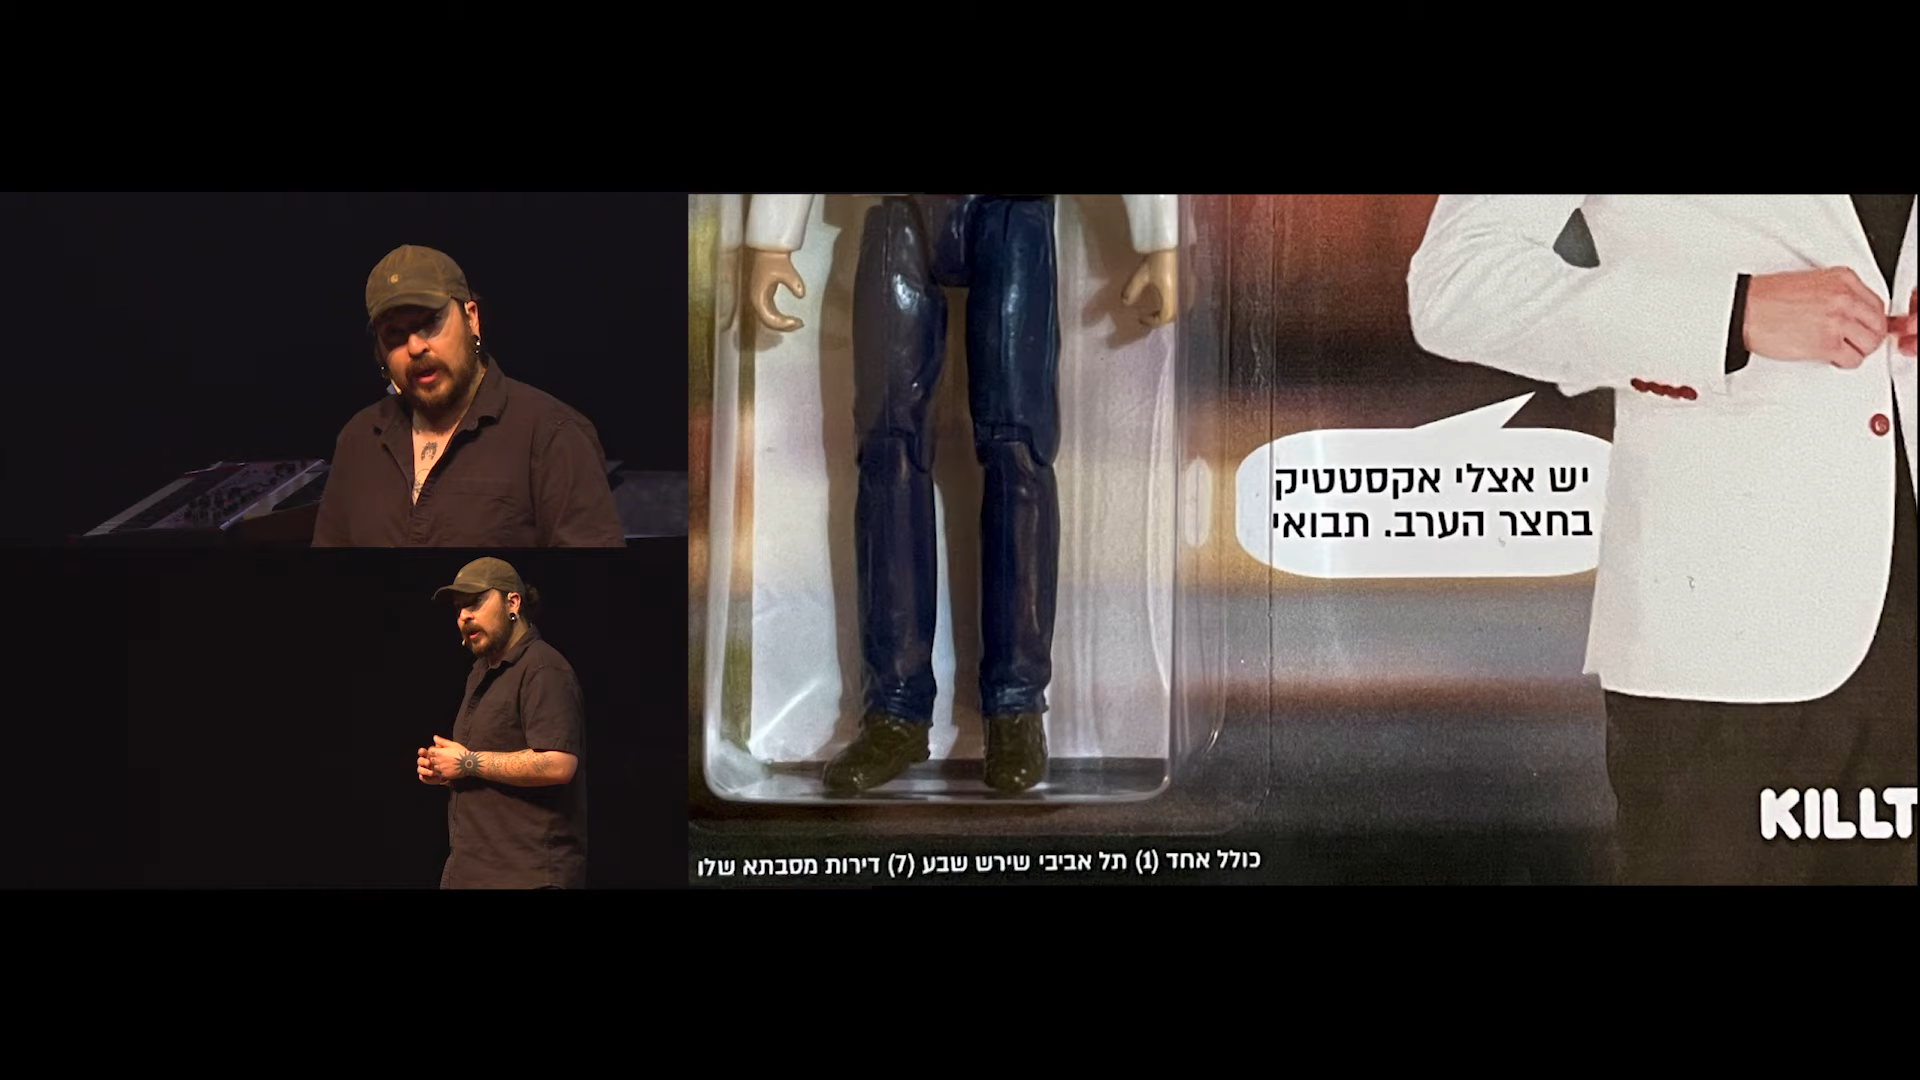 יש אצלי אקסטטיק
בחצר הערב. תבואי
KILLT
כולל אחד (1) תל אביבי שירש שבע (7) דירות מסבתא שלו